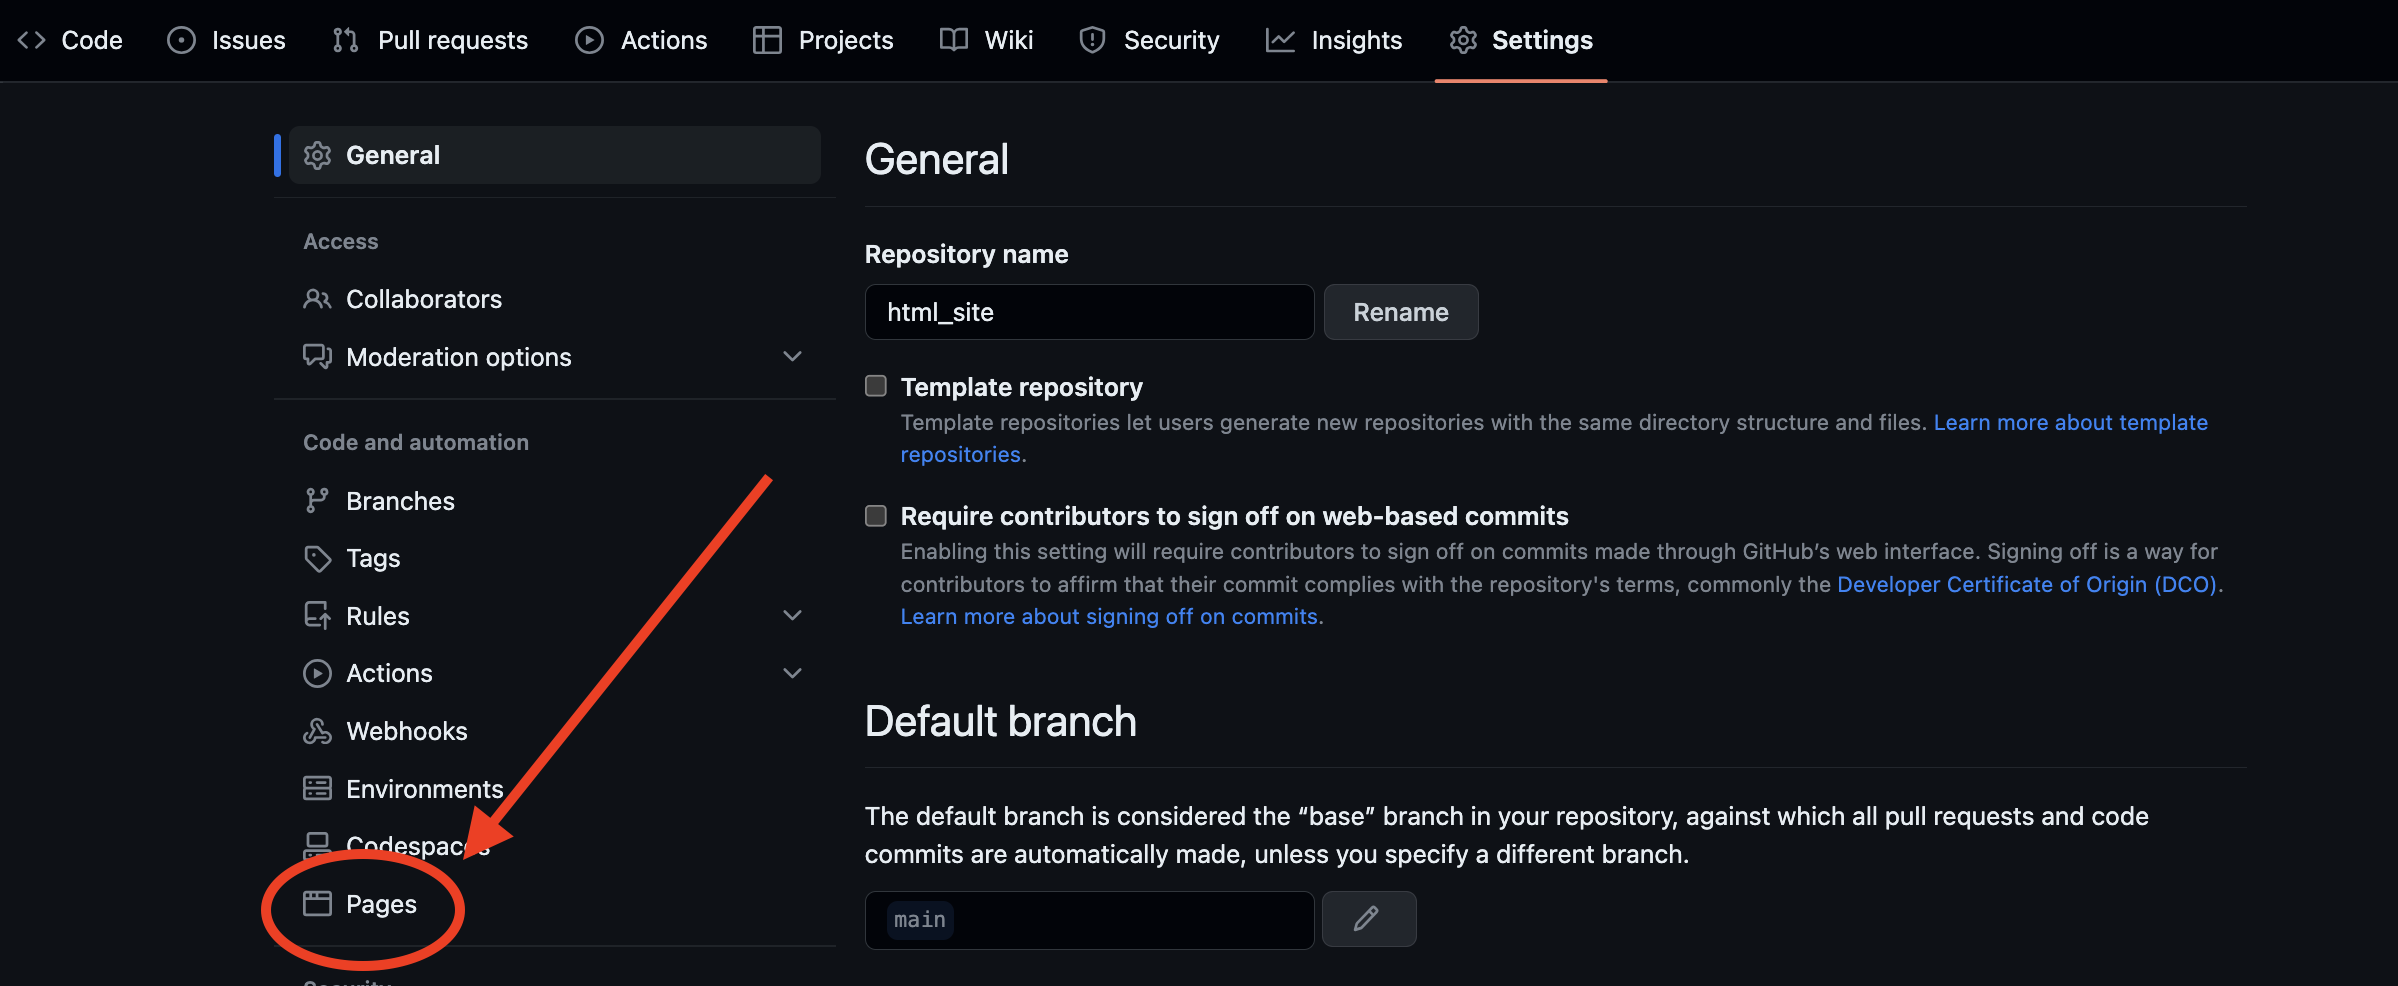 Code Issues Pull requests Actions Projects Wiki Security Insights Settings
General
Access
Collaborators
Moderation options
Code and automation
Branches
Tags
Rules
Actions
Webhooks
Environments
Codespaces
Pages
Security
General
Repository name
html_site Rename
Template repository
Template repositories let users generate new repositories with the same directory structure and files. Learn more about template
repositories.
Require contributors to sign off on web-based commits
Enabling this setting will require contributors to sign off on commits made through GitHub’s web interface. Signing off is a way for
contributors to affirm that their commit complies with the repository's terms, commonly the Developer Certificate of Origin (DCO).
Learn more about signing off on commits.
Default branch
The default branch is considered the “base” branch in your repository, against which all pull requests and code
commits are automatically made, unless you specify a different branch.
main